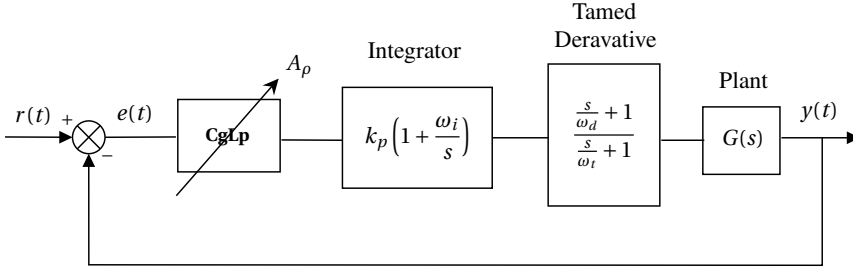 Tamed
Deravative
Integrator
Plant
A_ρ
r(t)
+
e(t)
−
CgLp
k_p (1 + ω_i / s)
(s/ω_d + 1) / (s/ω_t + 1)
G(s)
y(t)